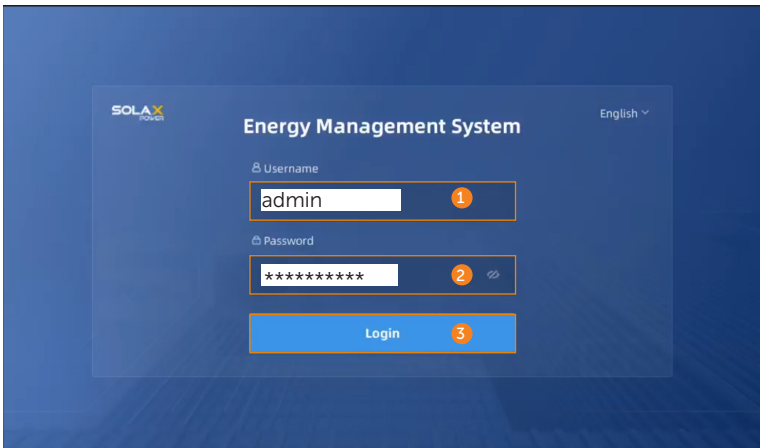 SOLAX
POWER
English
Energy Management System
Username
admin
1
Password
**********
2
Login
3